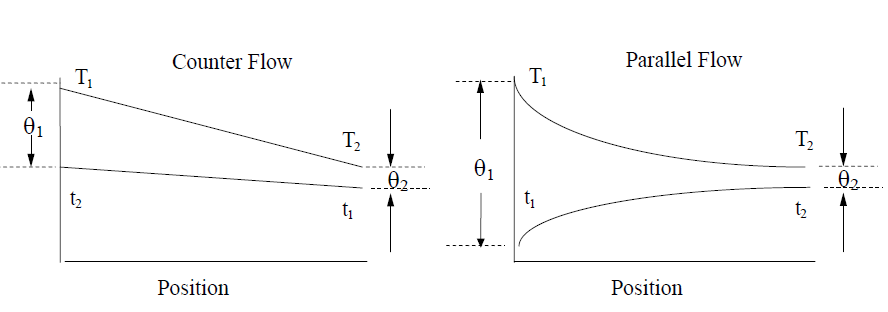 Counter Flow
T1
θ1
T2
θ2
t2
t1
Position
Parallel Flow
T1
θ1
T2
θ2
t1
t2
Position